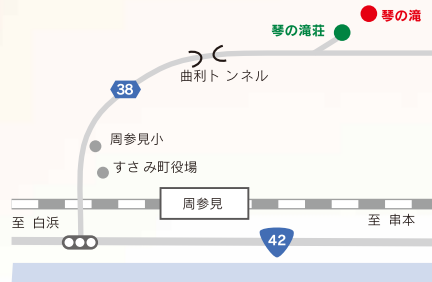 琴の滝
琴の滝荘
曲利トンネル
38
周参見小
すさみ町役場
周参見
至 白浜
至 串本
42